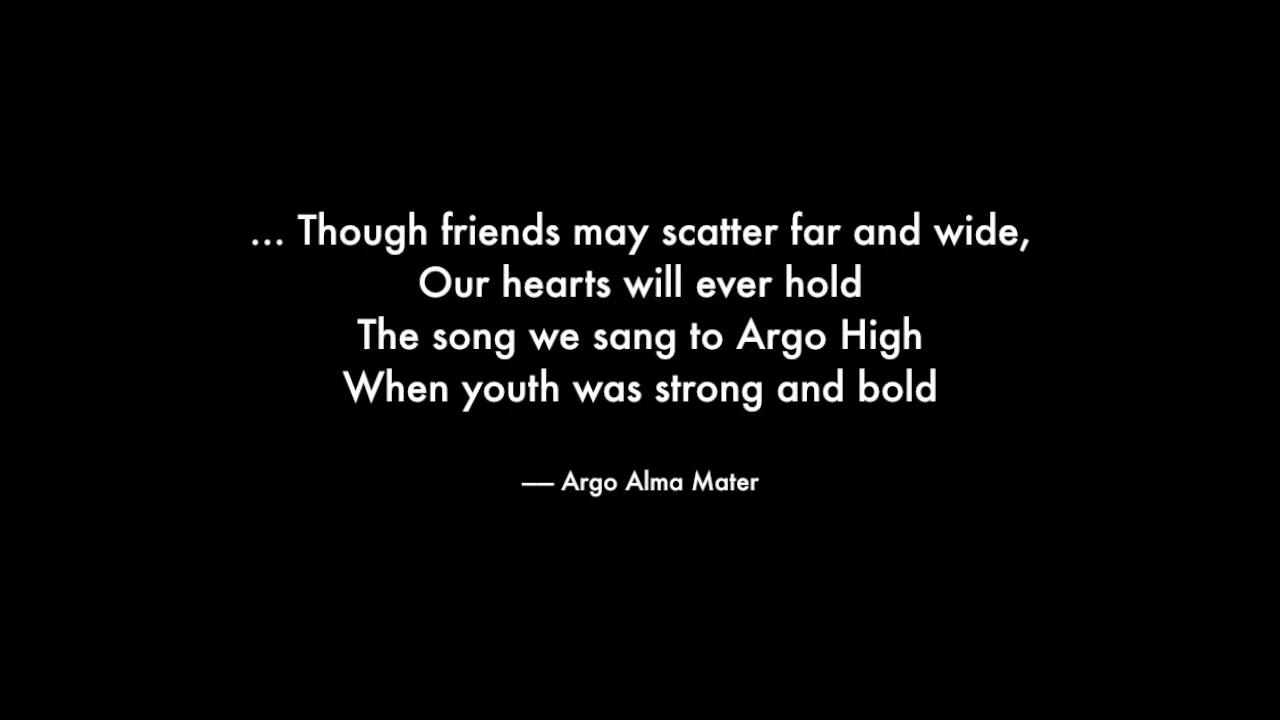 ... Though friends may scatter far and wide,
Our hearts will ever hold
The song we sang to Argo High
When youth was strong and bold
— Argo Alma Mater